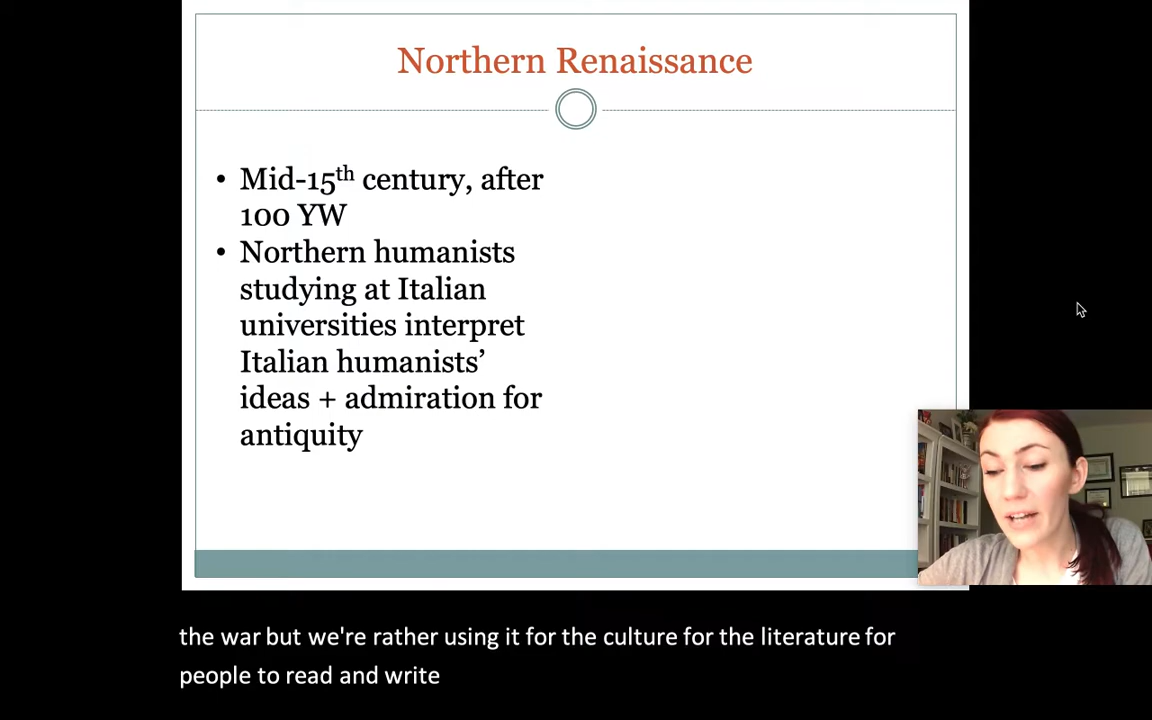 Northern Renaissance
• Mid-15th century, after
100 YW
• Northern humanists
studying at Italian
universities interpret
Italian humanists’
ideas + admiration for
antiquity
the war but we're rather using it for the culture for the literature for
people to read and write